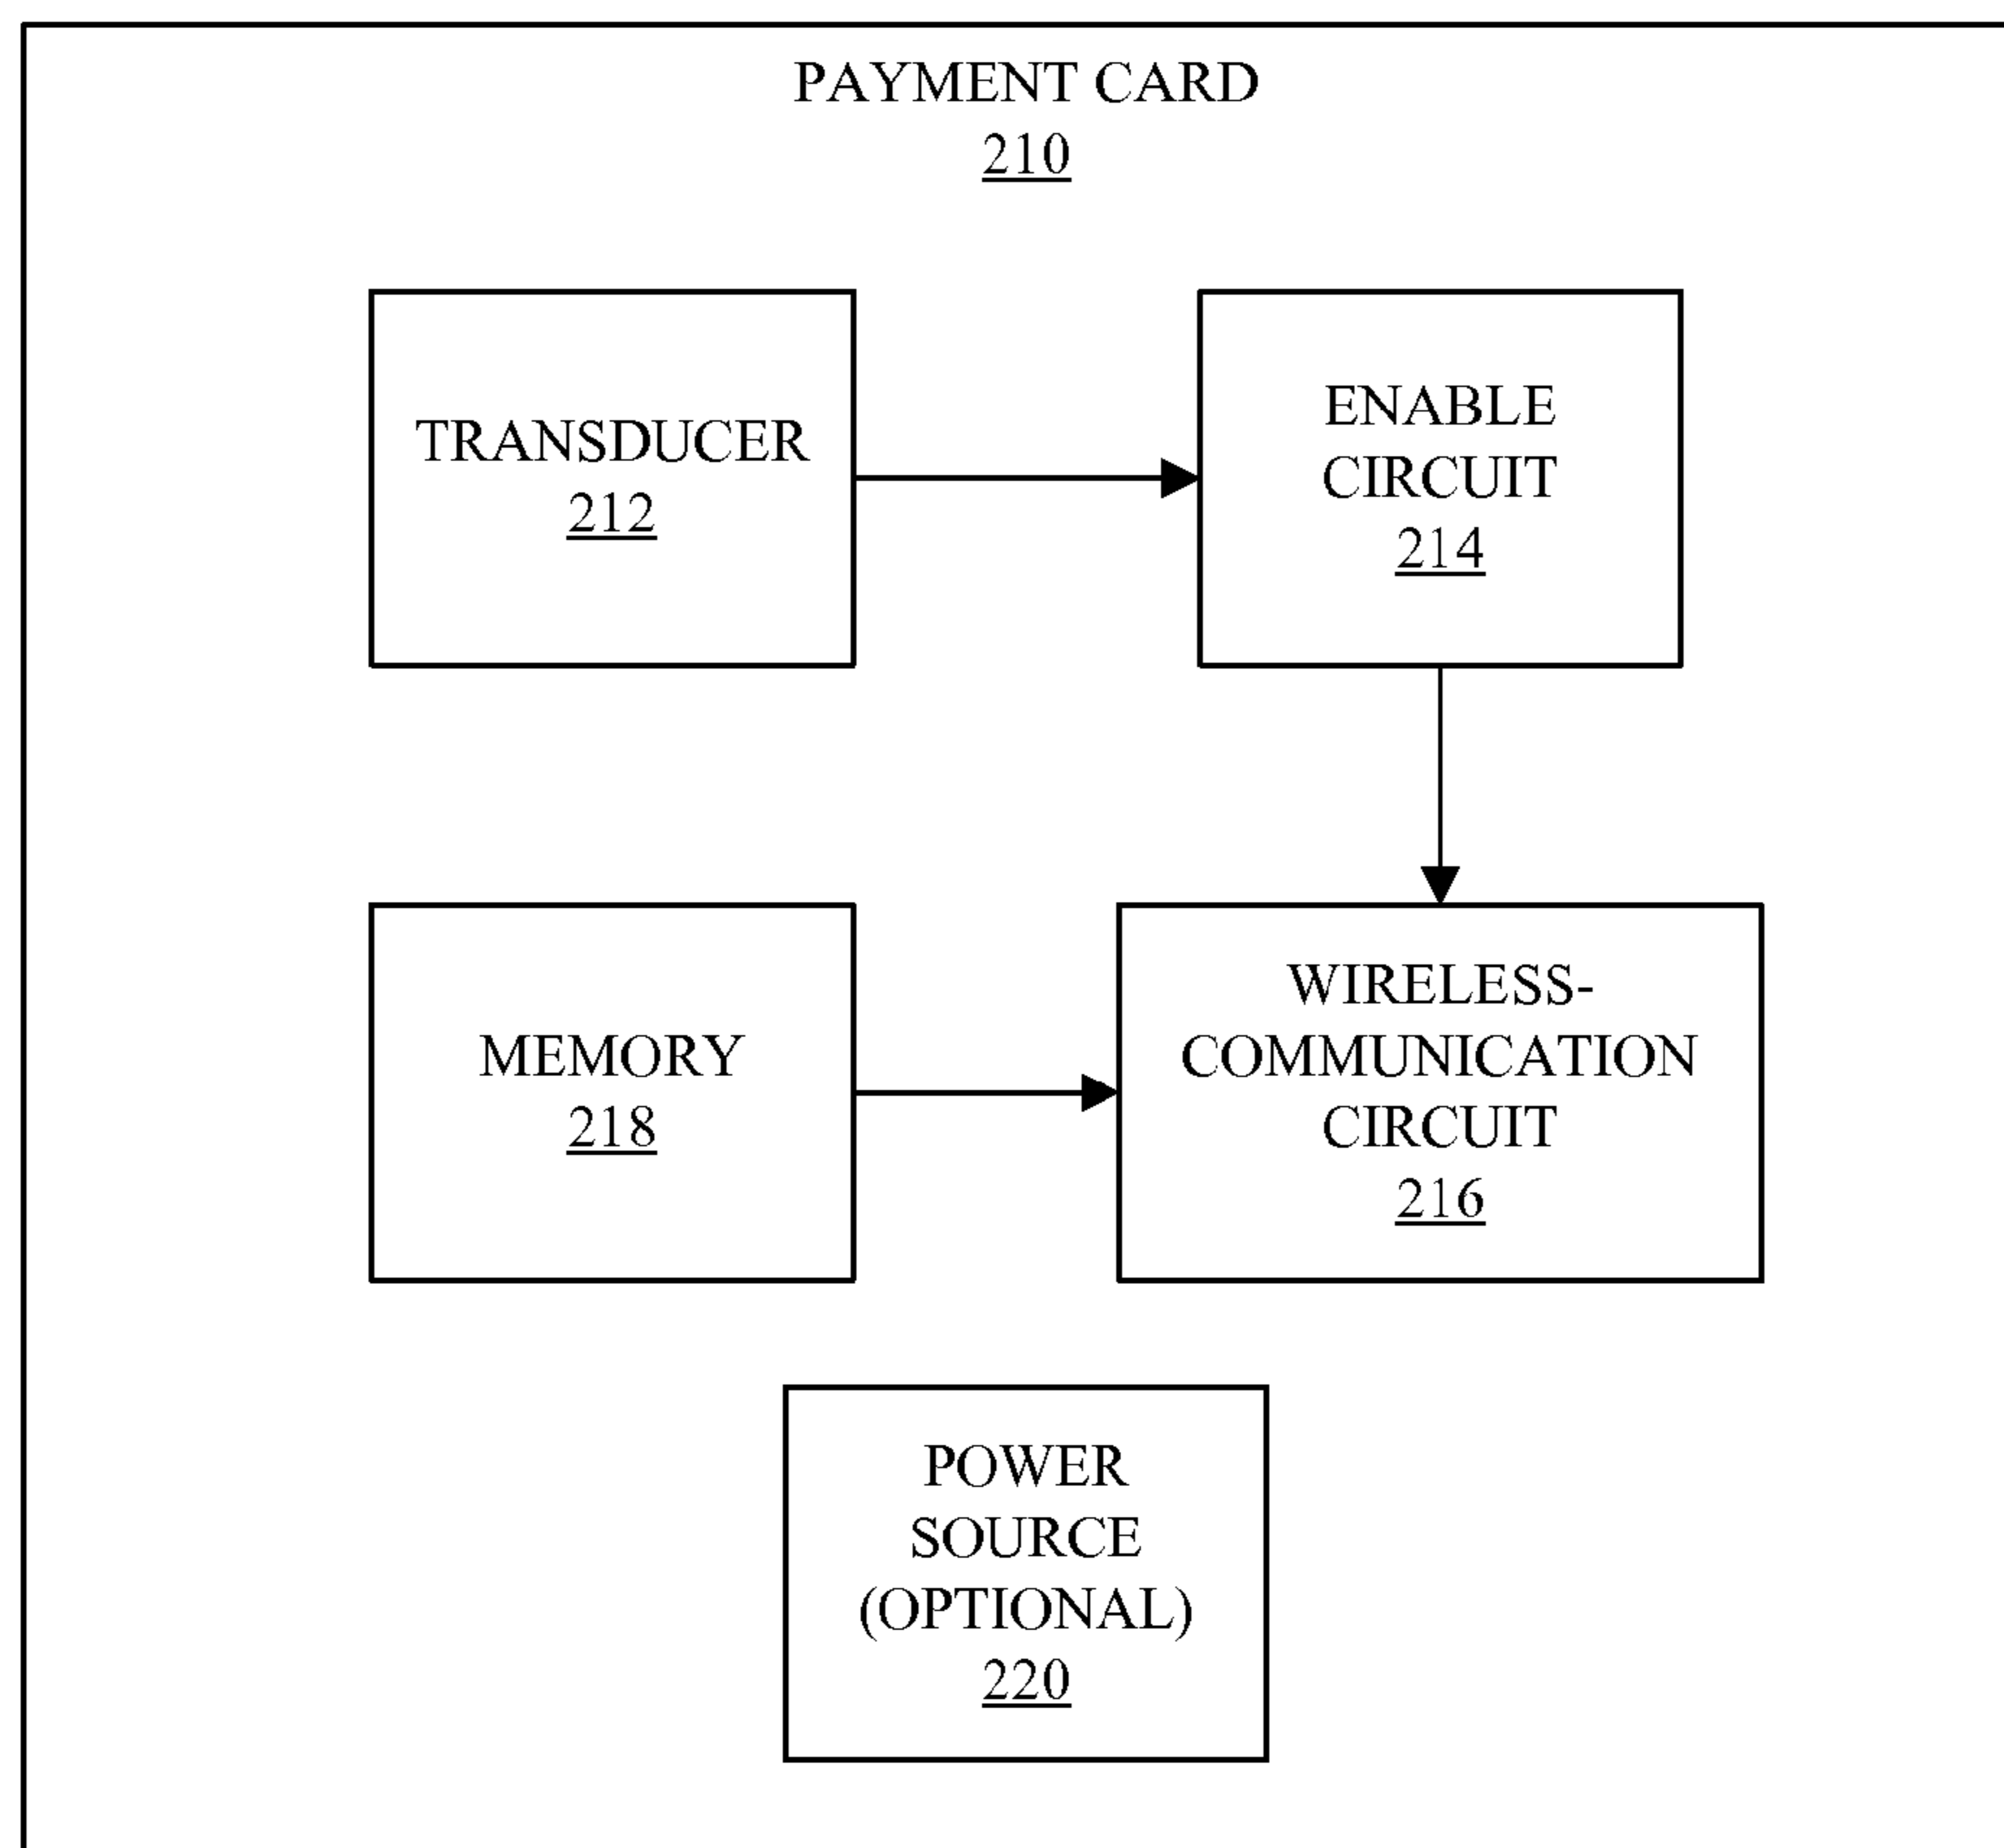 PAYMENT CARD
210
TRANSDUCER
212
ENABLE
CIRCUIT
214
MEMORY
218
WIRELESS-
COMMUNICATION
CIRCUIT
216
POWER
SOURCE
(OPTIONAL)
220